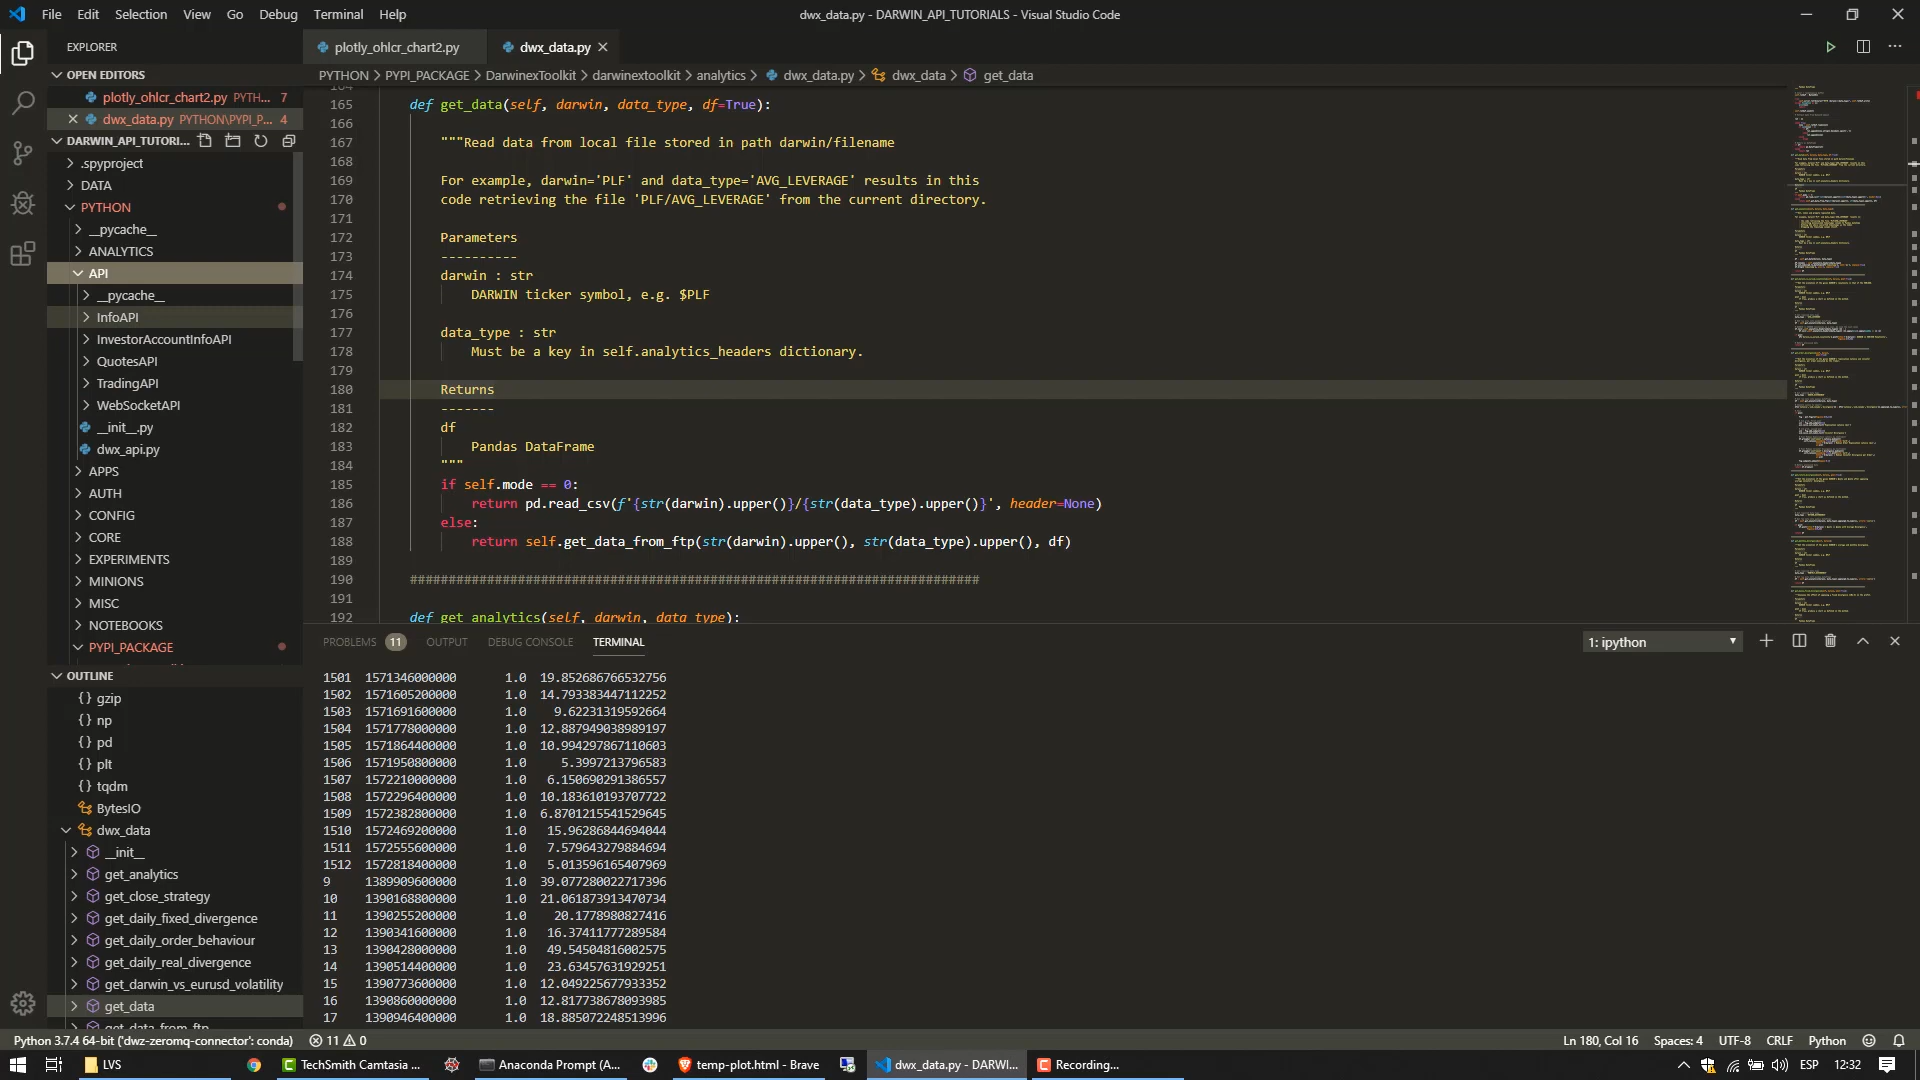 File Edit Selection View Go Debug Terminal Help
dwx_data.py - DARWIN_API_TUTORIALS - Visual Studio Code
EXPLORER
plotly_ohlcr_chart2.py
dwx_data.py
OPEN EDITORS
plotly_ohlcr_chart2.py PYTH... 7
dwx_data.py PYTHON\PYPI_P... 4
DARWIN_API_TUTORI...
.spyproject
DATA
PYTHON
__pycache__
ANALYTICS
API
__pycache__
InfoAPI
InvestorAccountInfoAPI
QuotesAPI
TradingAPI
WebSocketAPI
__init__.py
dwx_api.py
APPS
AUTH
CONFIG
CORE
EXPERIMENTS
MINIONS
MISC
NOTEBOOKS
PYPI_PACKAGE
OUTLINE
gzip
np
pd
plt
tqdm
BytesIO
dwx_data
__init__
get_analytics
get_close_strategy
get_daily_fixed_divergence
get_daily_order_behaviour
get_daily_real_divergence
get_darwin_vs_eurusd_volatility
get_data
get_data_from_ftp
PYTHON > PYPI_PACKAGE > DarwinexToolkit > darwinextoolkit > analytics > dwx_data.py > dwx_data > get_data
164
165 def get_data(self, darwin, data_type, df=True):
166
167 """Read data from local file stored in path darwin/filename
168
169 For example, darwin='PLF' and data_type='AVG_LEVERAGE' results in this
170 code retrieving the file 'PLF/AVG_LEVERAGE' from the current directory.
171
172 Parameters
173 ----------
174 darwin : str
175 DARWIN ticker symbol, e.g. $PLF
176
177 data_type : str
178 Must be a key in self.analytics_headers dictionary.
179
180 Returns
181 -------
182 df
183 Pandas DataFrame
184 """
185 if self.mode == 0:
186 return pd.read_csv(f'{str(darwin).upper()}/{str(data_type).upper()}', header=None)
187 else:
188 return self.get_data_from_ftp(str(darwin).upper(), str(data_type).upper(), df)
189
190 ##########################################################################
191
192 def get_analytics(self, darwin, data_type):
PROBLEMS 11 OUTPUT DEBUG CONSOLE TERMINAL
1: ipython
1501 1571346000000 1.0 19.852686766532756
1502 1571605200000 1.0 14.793383447112252
1503 1571691600000 1.0 9.62231319592664
1504 1571778000000 1.0 12.887949038989197
1505 1571864400000 1.0 10.994297867110603
1506 1571950800000 1.0 5.3997213796583
1507 1572210000000 1.0 6.150690291386557
1508 1572296400000 1.0 10.183610193707722
1509 1572382800000 1.0 6.8701215541529645
1510 1572469200000 1.0 15.96286844694044
1511 1572555600000 1.0 7.579643279884694
1512 1572818400000 1.0 5.013596165407969
9 1389909600000 1.0 39.077280022717396
10 1390168800000 1.0 21.061873913470734
11 1390255200000 1.0 20.1778980827416
12 1390341600000 1.0 16.37411777289584
13 1390428000000 1.0 49.54504816002575
14 1390514400000 1.0 23.63457631929251
15 1390773600000 1.0 12.049225677933352
16 1390860000000 1.0 12.817738678093985
17 1390946400000 1.0 18.885072248513996
Python 3.7.4 64-bit ('dwz-zeromq-connector': conda) 11 0
Ln 180, Col 16 Spaces: 4 UTF-8 CRLF Python
LVS
TechSmith Camtasia ...
Anaconda Prompt (A...
temp-plot.html - Brave
dwx_data.py - DARWI...
Recording...
ESP 12:32